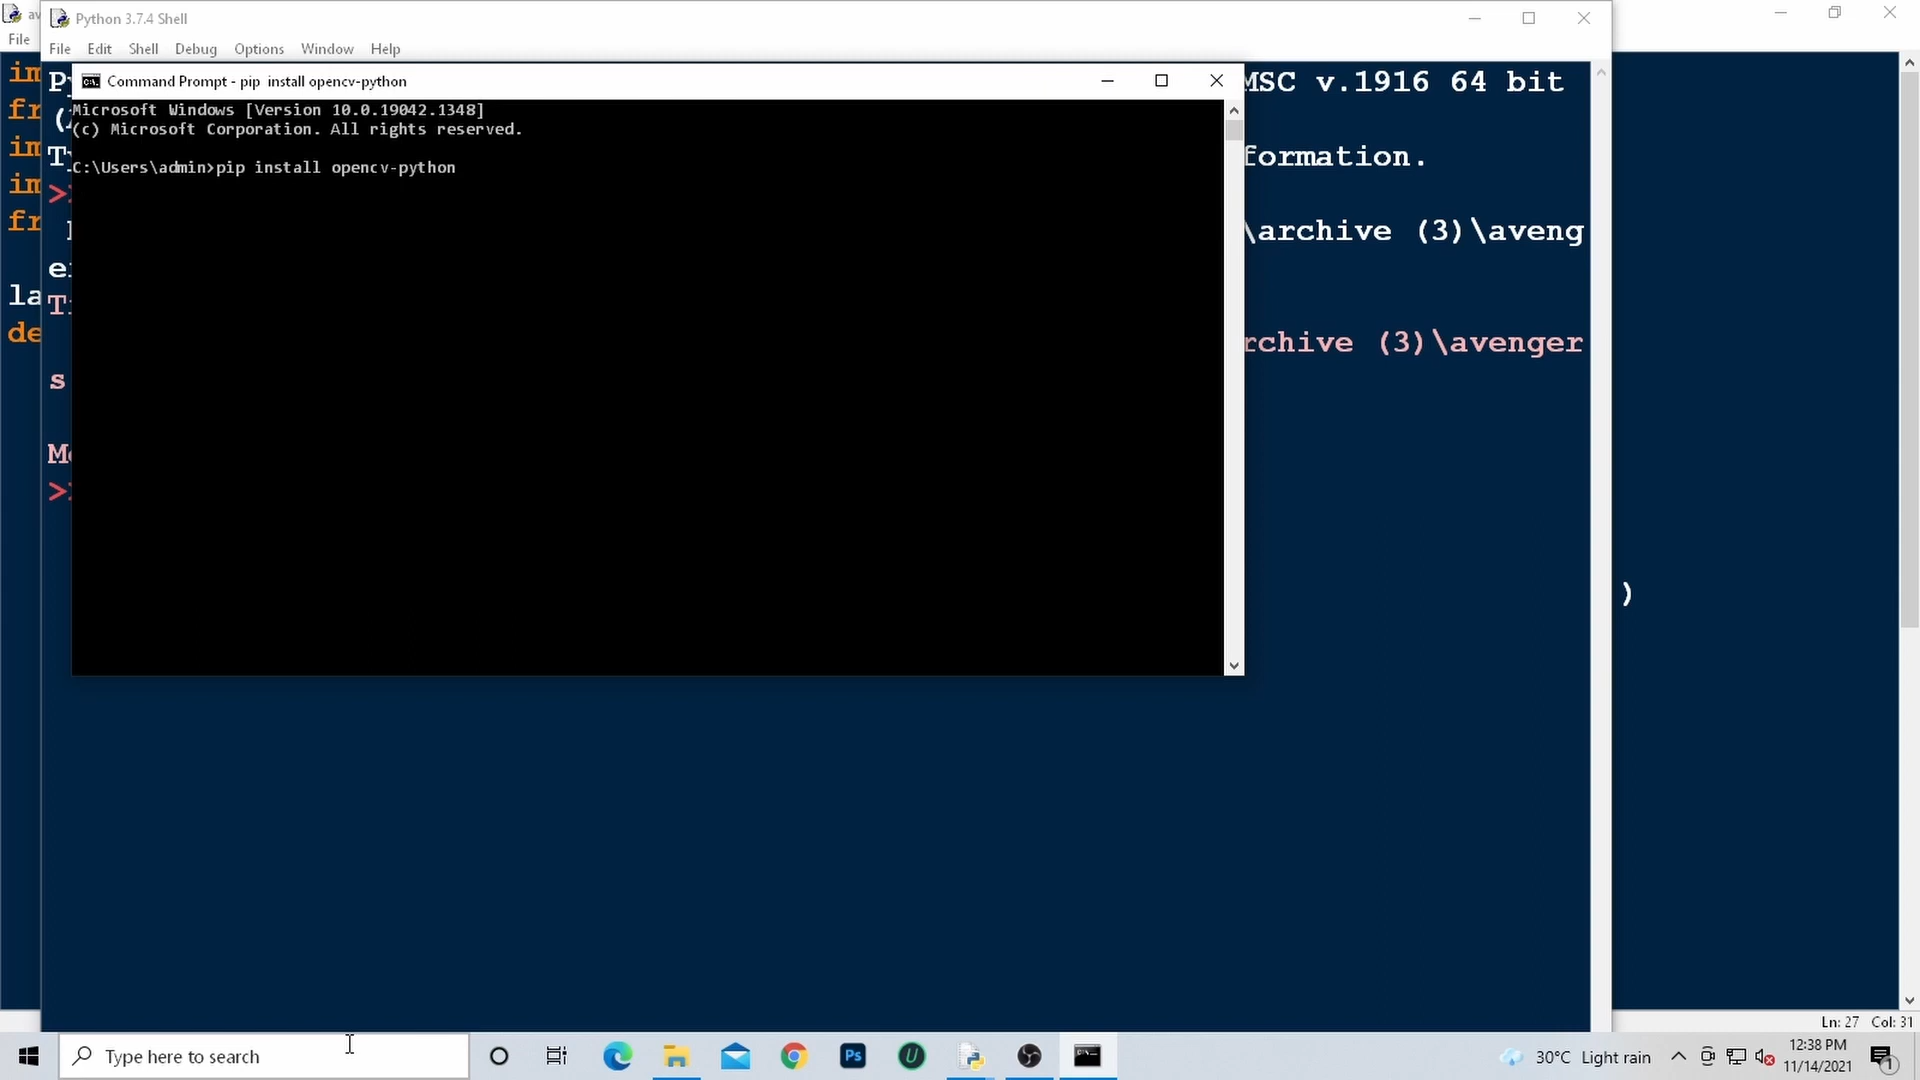 Python 3.7.4 Shell
File
File Edit Shell Debug Options Window Help
Command Prompt - pip install opencv-python
Microsoft Windows [Version 10.0.19042.1348]
(c) Microsoft Corporation. All rights reserved.
C:\Users\admin>pip install opencv-python
MSC v.1916 64 bit
formation.
\archive (3)\aveng
rchive (3)\avenger
s
)
Ln: 27 Col: 31
Type here to search
Ps
30°C Light rain
12:38 PM
11/14/2021
1